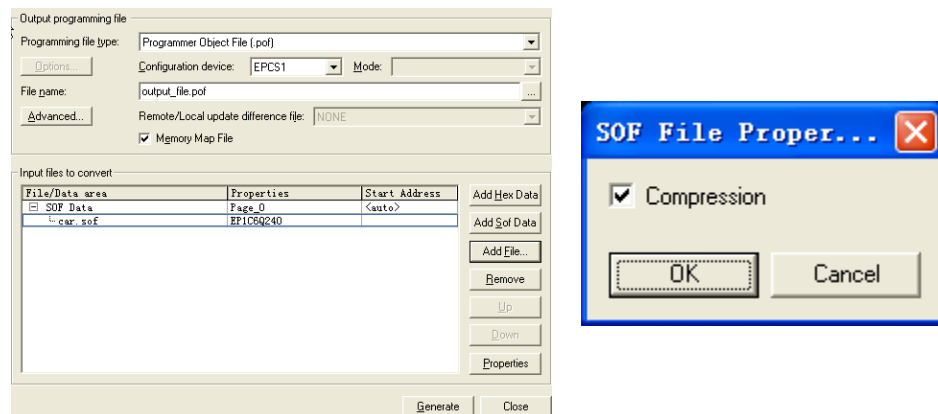 Output programming file
Programming file type: Programmer Object File (.pof)
Options... Configuration device: EPCS1 Mode:
File name: output_file.pof ...
Advanced... Remote/Local update difference file: NONE
Memory Map File
Input files to convert
File/Data area Properties Start Address
SOF Data Page_0 <auto>
car.sof EP1C6Q240
Add Hex Data
Add Sof Data
Add File...
Remove
Up
Down
Properties
Generate Close
SOF File Proper...
Compression
OK Cancel